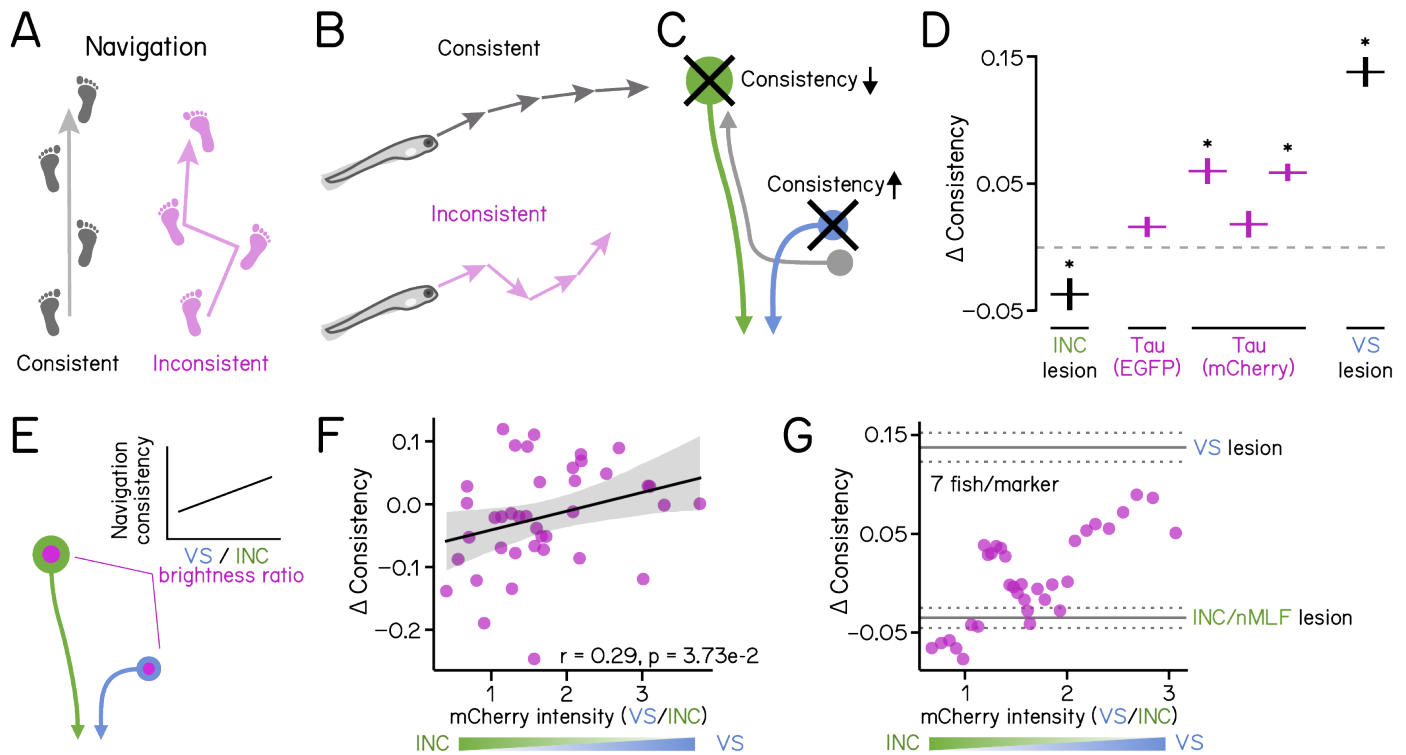 A
Navigation
Consistent
Inconsistent
B
Consistent
Inconsistent
C
Consistency
Consistency
D
Δ Consistency
0.15
0.05
−0.05
*
*
*
*
INC
lesion
Tau
(EGFP)
Tau
(mCherry)
VS
lesion
E
Navigation
consistency
VS / INC
brightness ratio
F
Δ Consistency
0.1
0.0
−0.1
−0.2
r = 0.29, p = 3.73e-2
1
2
3
mCherry intensity (VS/INC)
INC
VS
G
Δ Consistency
0.15
0.05
−0.05
VS lesion
7 fish/marker
INC/nMLF lesion
1
2
3
mCherry intensity (VS/INC)
INC
VS